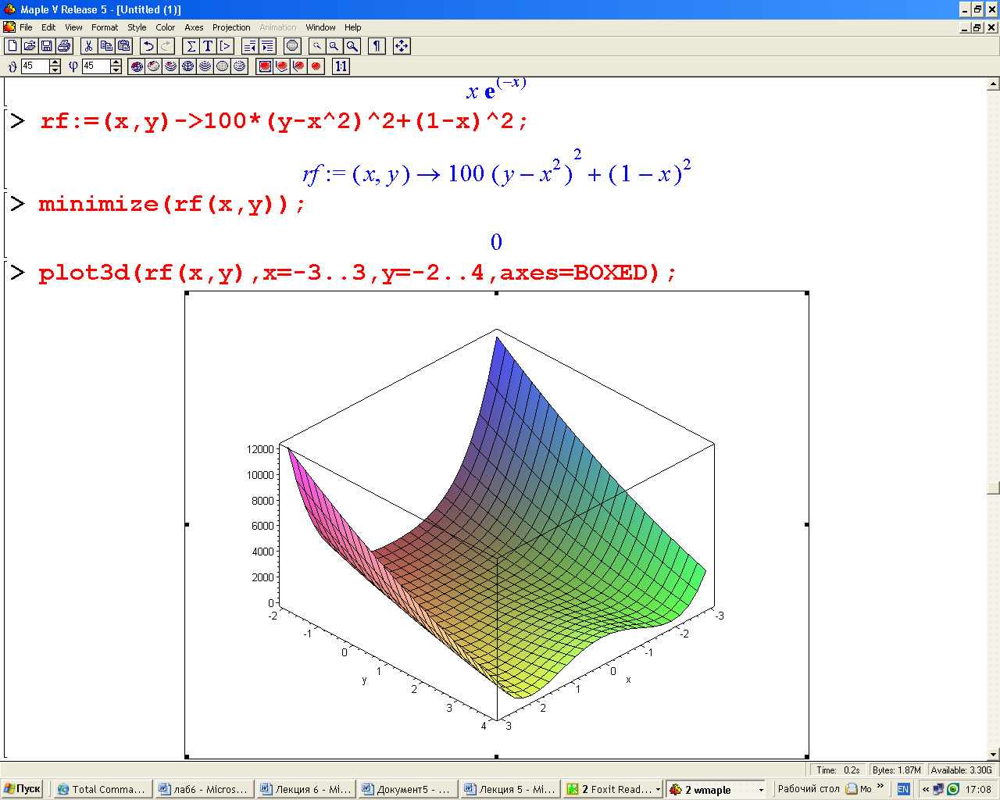 Maple V Release 5 - [Untitled (1)]
File Edit View Format Style Color Axes Projection Animation Window Help
Σ T [> ¶
ϑ 45 φ 45 1:1
x e^(−x)
> rf:=(x,y)->100*(y-x^2)^2+(1-x)^2;
rf := (x, y) → 100 (y − x²)² + (1 − x)²
> minimize(rf(x,y));
0
> plot3d(rf(x,y),x=-3..3,y=-2..4,axes=BOXED);
12000
10000
8000
6000
4000
2000
0
-2 -1 0 1 2 3 4
y
3 2 1 0 -1 -2 -3
x
Time: 0.2s Bytes: 1.87M Available: 3.30G
Пуск Total Comma... лаб6 - Micros... Лекция 6 - Mi... Документ5 - ... Лекция 5 - Mi... 2 Foxit Read... 2 wmaple Рабочий стол Мо » EN « 17:08